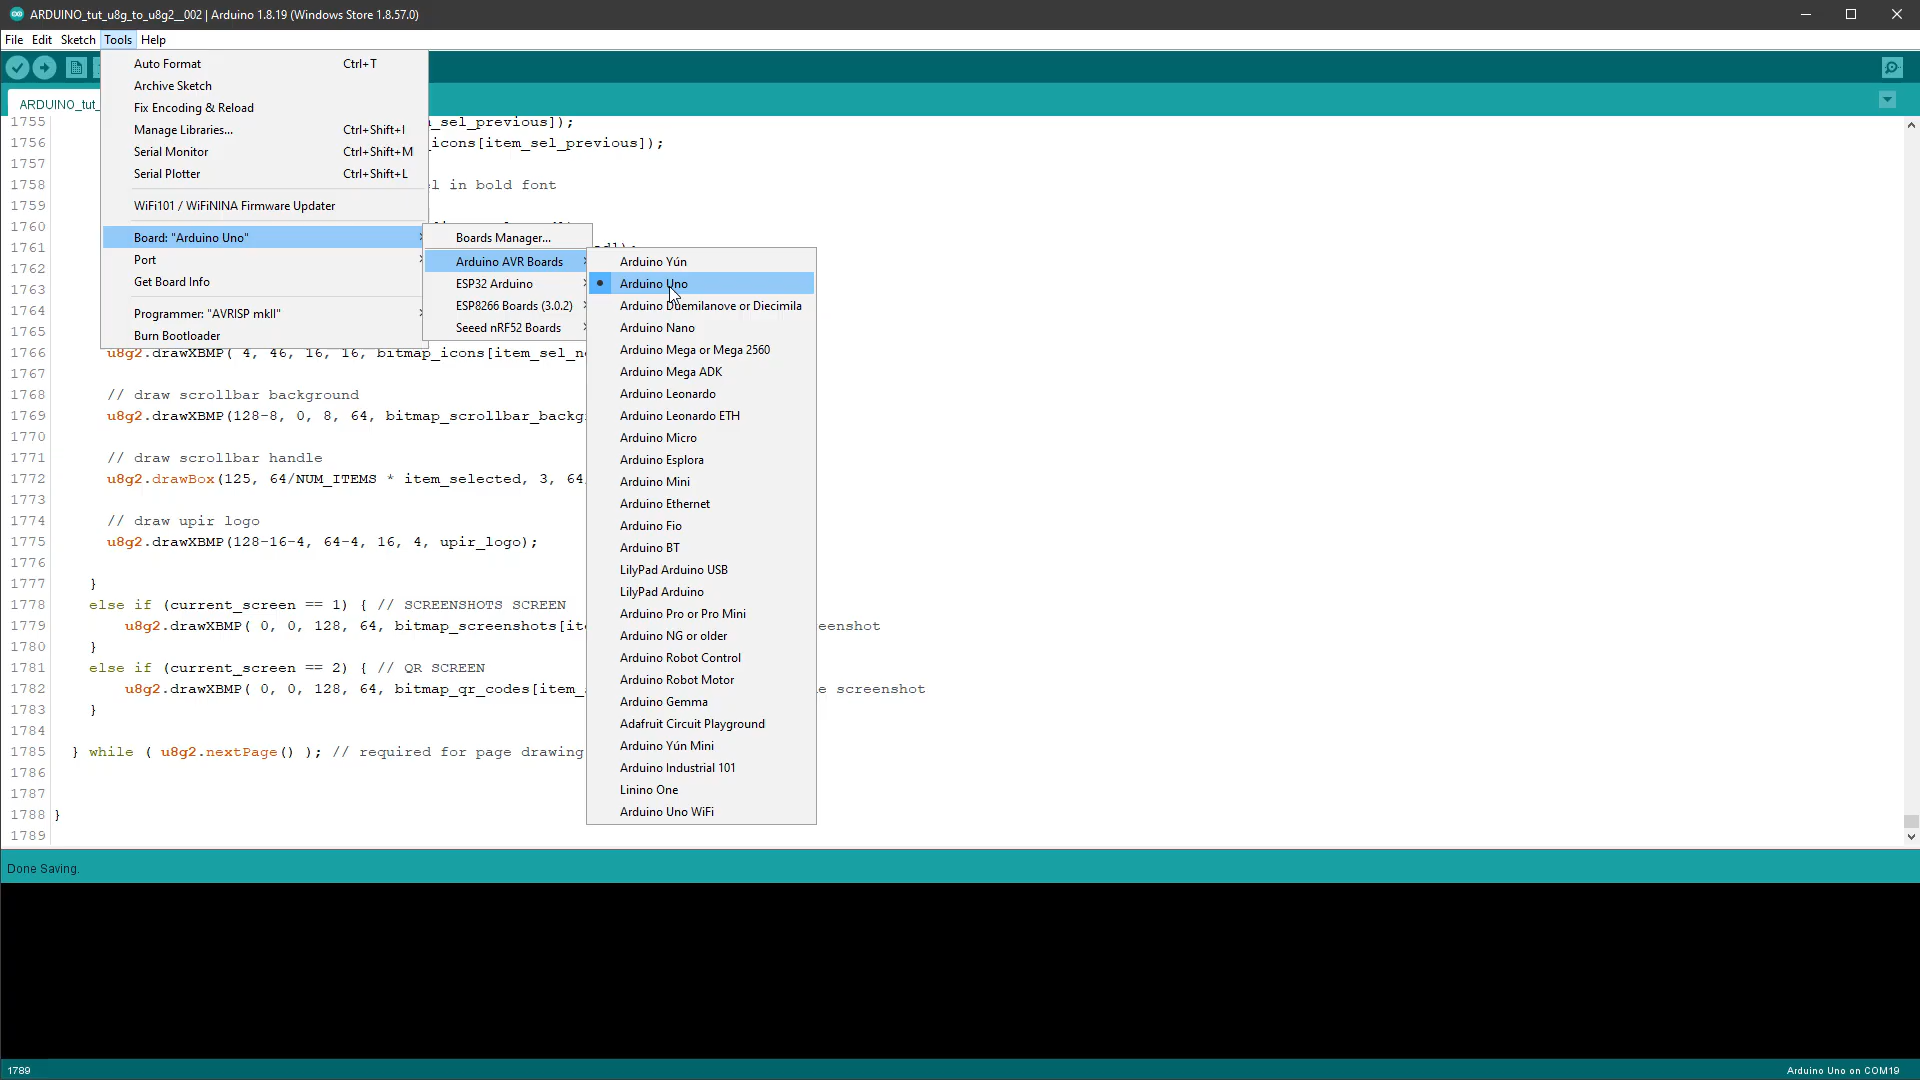 ARDUINO_tut_u8g_to_u8g2__002 | Arduino 1.8.19 (Windows Store 1.8.57.0)
File Edit Sketch Tools Help
Auto Format Ctrl+T
Archive Sketch
Fix Encoding & Reload
Manage Libraries... Ctrl+Shift+I
Serial Monitor Ctrl+Shift+M
Serial Plotter Ctrl+Shift+L
WiFi101 / WiFiNINA Firmware Updater
Board: "Arduino Uno"
Port
Get Board Info
Programmer: "AVRISP mkII"
Burn Bootloader
Boards Manager...
Arduino AVR Boards
ESP32 Arduino
ESP8266 Boards (3.0.2)
Seeed nRF52 Boards
Arduino Yún
Arduino Uno
Arduino Duemilanove or Diecimila
Arduino Nano
Arduino Mega or Mega 2560
Arduino Mega ADK
Arduino Leonardo
Arduino Leonardo ETH
Arduino Micro
Arduino Esplora
Arduino Mini
Arduino Ethernet
Arduino Fio
Arduino BT
LilyPad Arduino USB
LilyPad Arduino
Arduino Pro or Pro Mini
Arduino NG or older
Arduino Robot Control
Arduino Robot Motor
Arduino Gemma
Adafruit Circuit Playground
Arduino Yún Mini
Arduino Industrial 101
Linino One
Arduino Uno WiFi
ARDUINO_tut_
1755 _sel_previous]);
1756 icons[item_sel_previous]);
1757
1758 l in bold font
1759
1760
1761
1762
1763
1764
1765
1766 u8g2.drawXBMP( 4, 46, 16, 16, bitmap_icons[item_sel_n
1767
1768 // draw scrollbar background
1769 u8g2.drawXBMP(128-8, 0, 8, 64, bitmap_scrollbar_backg
1770
1771 // draw scrollbar handle
1772 u8g2.drawBox(125, 64/NUM_ITEMS * item_selected, 3, 64
1773
1774 // draw upir logo
1775 u8g2.drawXBMP(128-16-4, 64-4, 16, 4, upir_logo);
1776
1777 }
1778 else if (current_screen == 1) { // SCREENSHOTS SCREEN
1779 u8g2.drawXBMP( 0, 0, 128, 64, bitmap_screenshots[it eenshot
1780 }
1781 else if (current_screen == 2) { // QR SCREEN
1782 u8g2.drawXBMP( 0, 0, 128, 64, bitmap_qr_codes[item_ e screenshot
1783 }
1784
1785 } while ( u8g2.nextPage() ); // required for page drawing
1786
1787
1788 }
1789
Done Saving.
1789 Arduino Uno on COM19